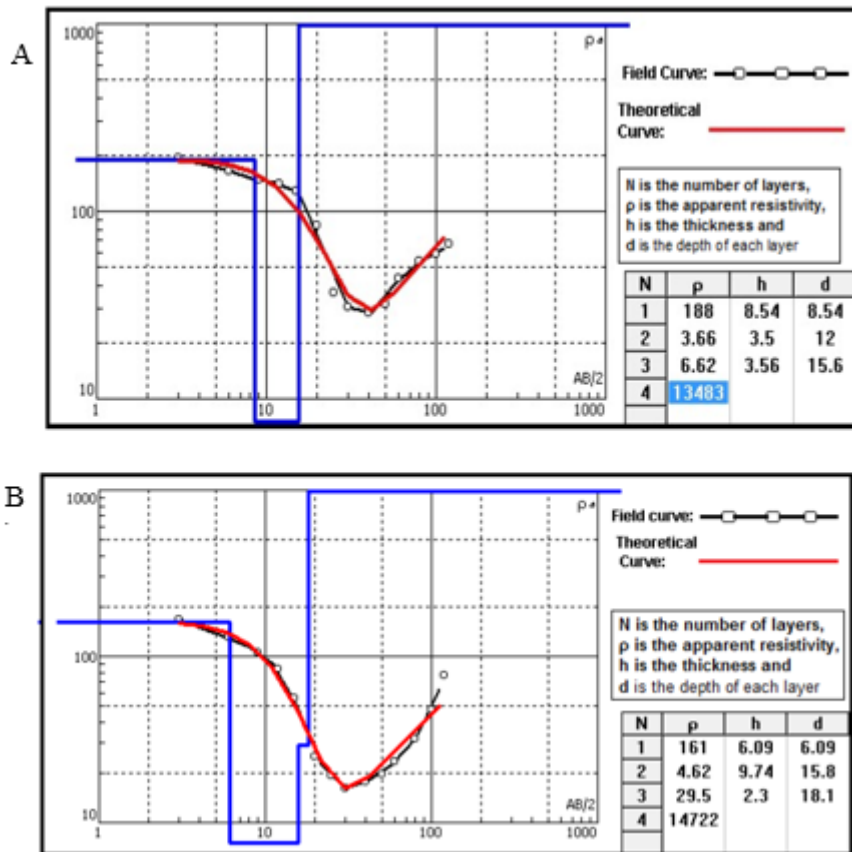 A
1000
100
10
1
10
100
1000
ρa
AB/2
Field Curve:
Theoretical
Curve:
N is the number of layers,
ρ is the apparent resistivity,
h is the thickness and
d is the depth of each layer
N ρ h d
1 188 8.54 8.54
2 3.66 3.5 12
3 6.62 3.56 15.6
4 13483
B
1000
100
10
1
10
100
1000
ρa
AB/2
Field curve:
Theoretical
Curve:
N is the number of layers,
ρ is the apparent resistivity,
h is the thickness and
d is the depth of each layer
N ρ h d
1 161 6.09 6.09
2 4.62 9.74 15.8
3 29.5 2.3 18.1
4 14722